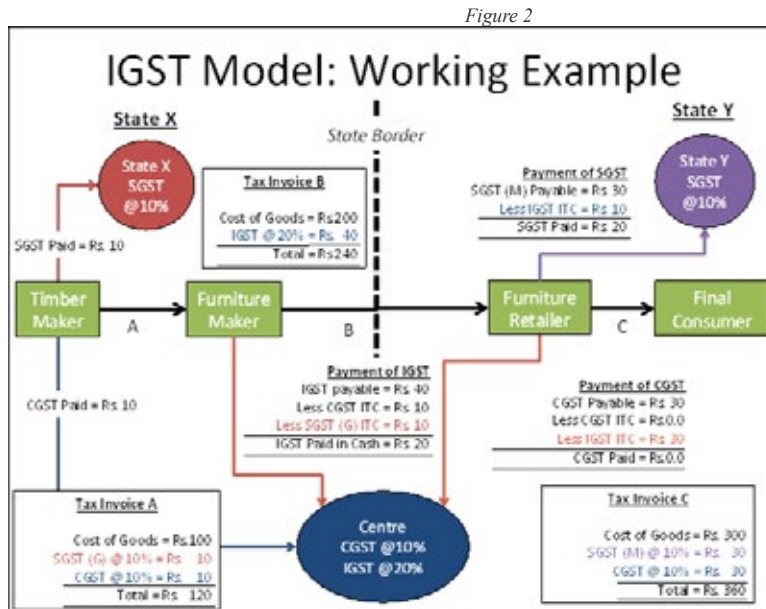 Figure 2
IGST Model: Working Example
State X
State Y
State Border
State X
SGST
@10%
State Y
SGST
@10%
Tax Invoice B
Cost of Goods = Rs.200
IGST @ 20% = Rs. 40
Total = Rs.240
Payment of SGST
SGST (M) Payable = Rs. 30
Less IGST ITC = Rs. 10
SGST Paid = Rs. 20
SGST Paid = Rs. 10
Timber
Maker
A
Furniture
Maker
B
Furniture
Retailer
C
Final
Consumer
CGST Paid = Rs. 10
Payment of IGST
IGST payable = Rs. 40
Less CGST ITC = Rs. 10
Less SGST (G) ITC = Rs. 10
IGST Paid in Cash = Rs. 20
Payment of CGST
CGST Payable = Rs. 30
Less CGST ITC = Rs.0.0
Less IGST ITC = Rs. 30
CGST Paid = Rs.0.0
Tax Invoice A
Cost of Goods = Rs.100
SGST (G) @ 10% = Rs. 10
CGST @ 10% = Rs. 10
Total = Rs. 120
Centre
CGST @10%
IGST @20%
Tax Invoice C
Cost of Goods = Rs. 300
SGST (M) @ 10% = Rs. 30
CGST @ 10% = Rs. 30
Total = Rs. 360